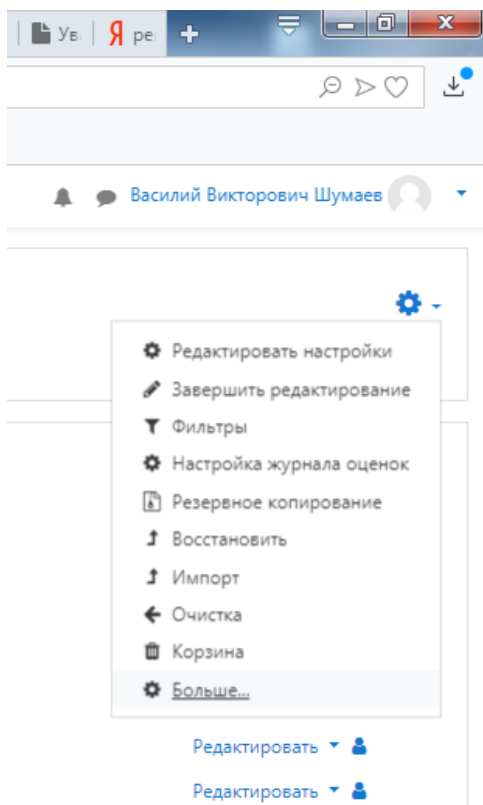 Ув
ре
Василий Викторович Шумаев
Редактировать настройки
Завершить редактирование
Фильтры
Настройка журнала оценок
Резервное копирование
Восстановить
Импорт
Очистка
Корзина
Больше...
Редактировать
Редактировать